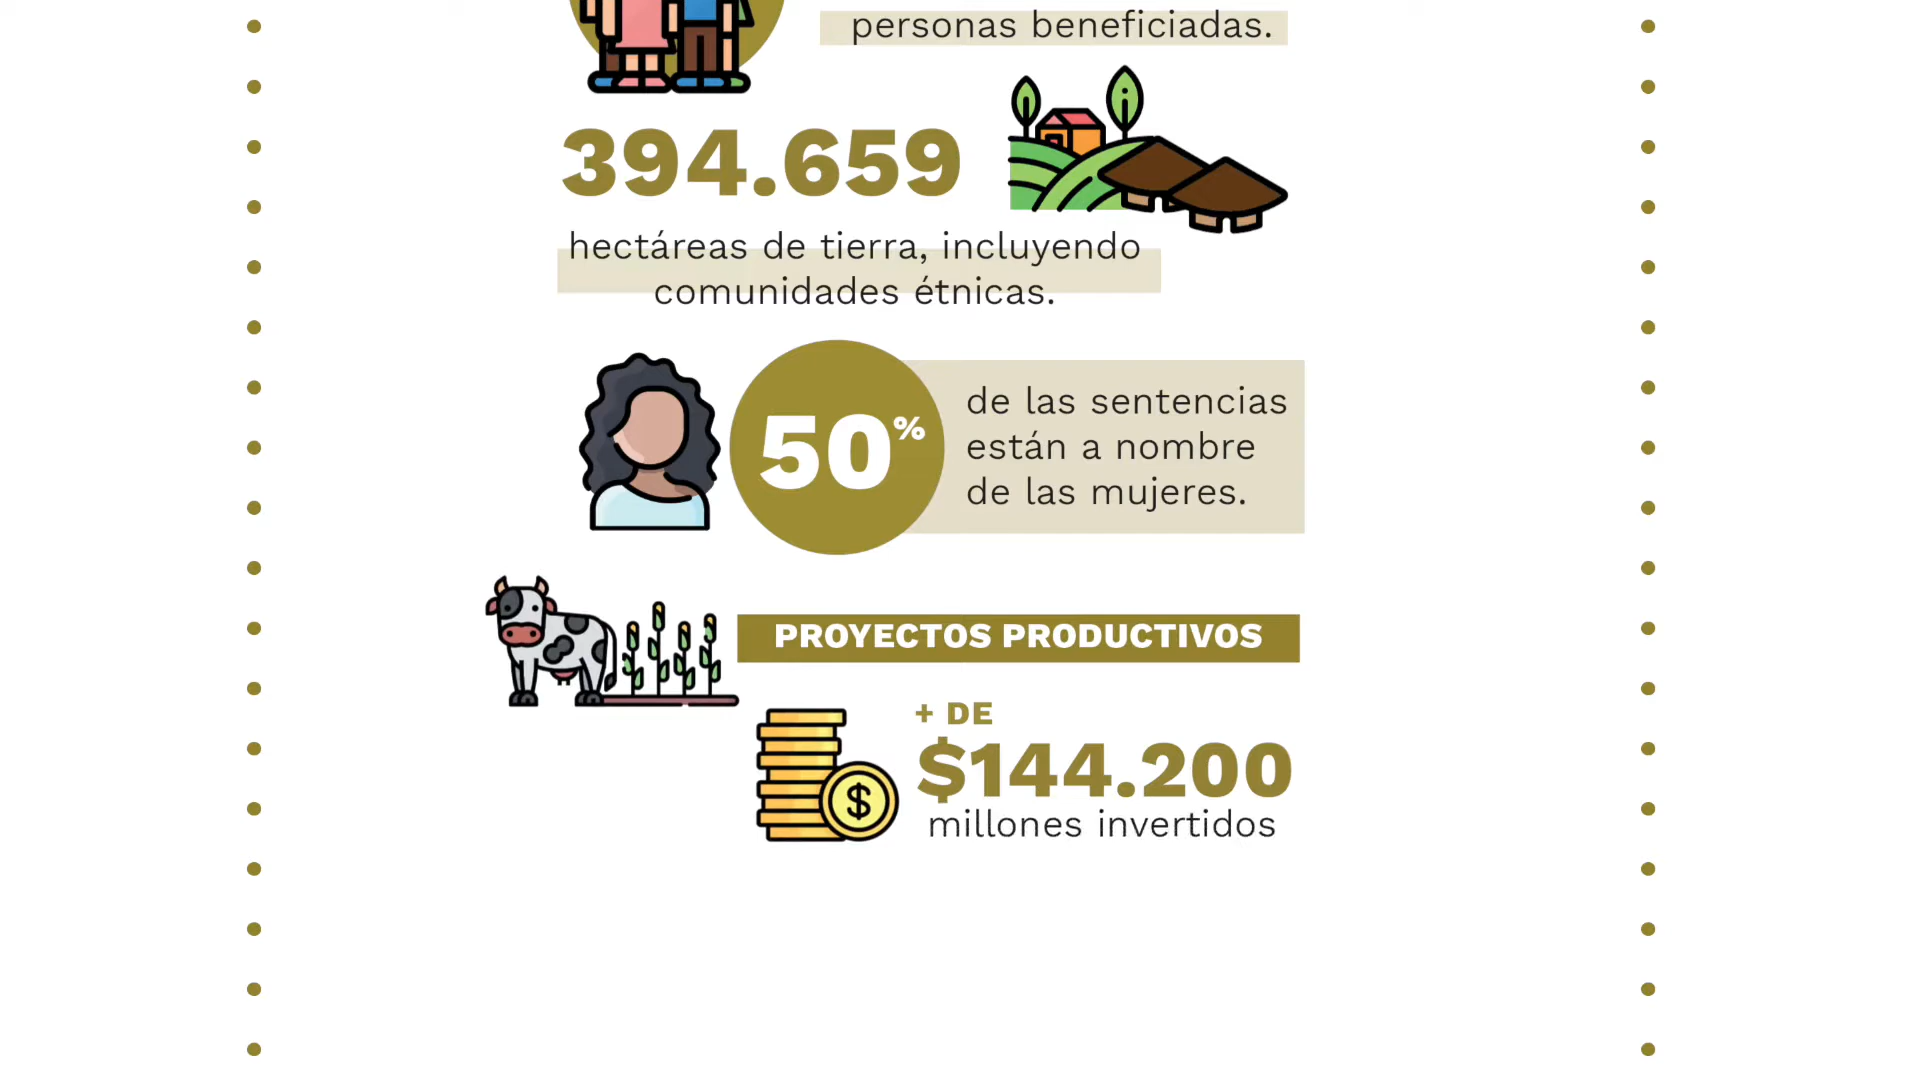 personas beneficiadas.
394.659
hectáreas de tierra, incluyendo
comunidades étnicas.
50%
de las sentencias
están a nombre
de las mujeres.
PROYECTOS PRODUCTIVOS
+ DE
$144.200
millones invertidos
$